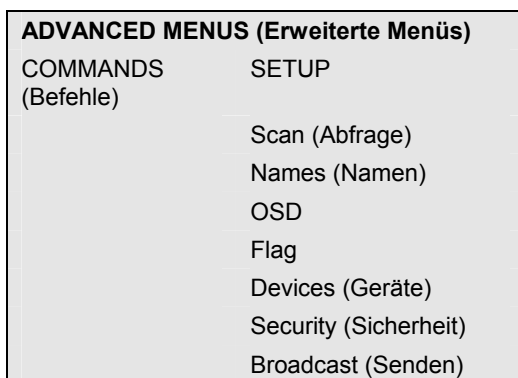 ADVANCED MENUS (Erweiterte Menüs)
COMMANDS SETUP
(Befehle)
Scan (Abfrage)
Names (Namen)
OSD
Flag
Devices (Geräte)
Security (Sicherheit)
Broadcast (Senden)